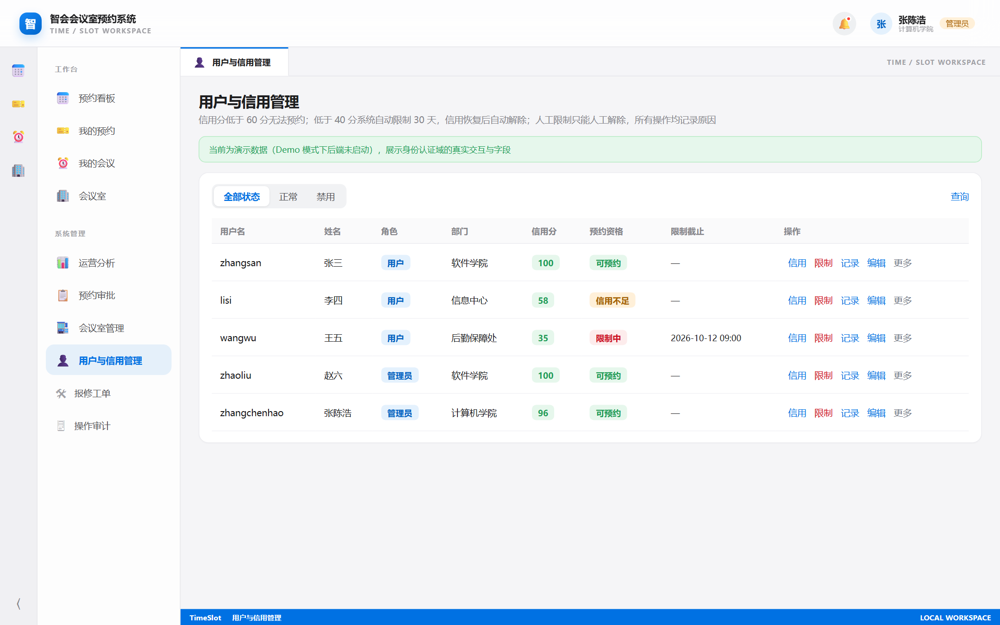 智
智会会议室预约系统
TIME / SLOT WORKSPACE
张
张陈浩
计算机学院
管理员
工作台
预约看板
我的预约
我的会议
会议室
系统管理
运营分析
预约审批
会议室管理
用户与信用管理
报修工单
操作审计
用户与信用管理
TIME / SLOT WORKSPACE
用户与信用管理
信用分低于 60 分无法预约；低于 40 分系统自动限制 30 天，信用恢复后自动解除；人工限制只能人工解除，所有操作均记录原因
当前为演示数据（Demo 模式下后端未启动），展示身份认证域的真实交互与字段
全部状态 正常 禁用 查询
用户名 姓名 角色 部门 信用分 预约资格 限制截止 操作
zhangsan 张三 用户 软件学院 100 可预约 — 信用 限制 记录 编辑 更多
lisi 李四 用户 信息中心 58 信用不足 — 信用 限制 记录 编辑 更多
wangwu 王五 用户 后勤保障处 35 限制中 2026-10-12 09:00 信用 限制 记录 编辑 更多
zhaoliu 赵六 管理员 软件学院 100 可预约 — 信用 限制 记录 编辑 更多
zhangchenhao 张陈浩 管理员 计算机学院 96 可预约 — 信用 限制 记录 编辑 更多
TimeSlot 用户与信用管理 LOCAL WORKSPACE